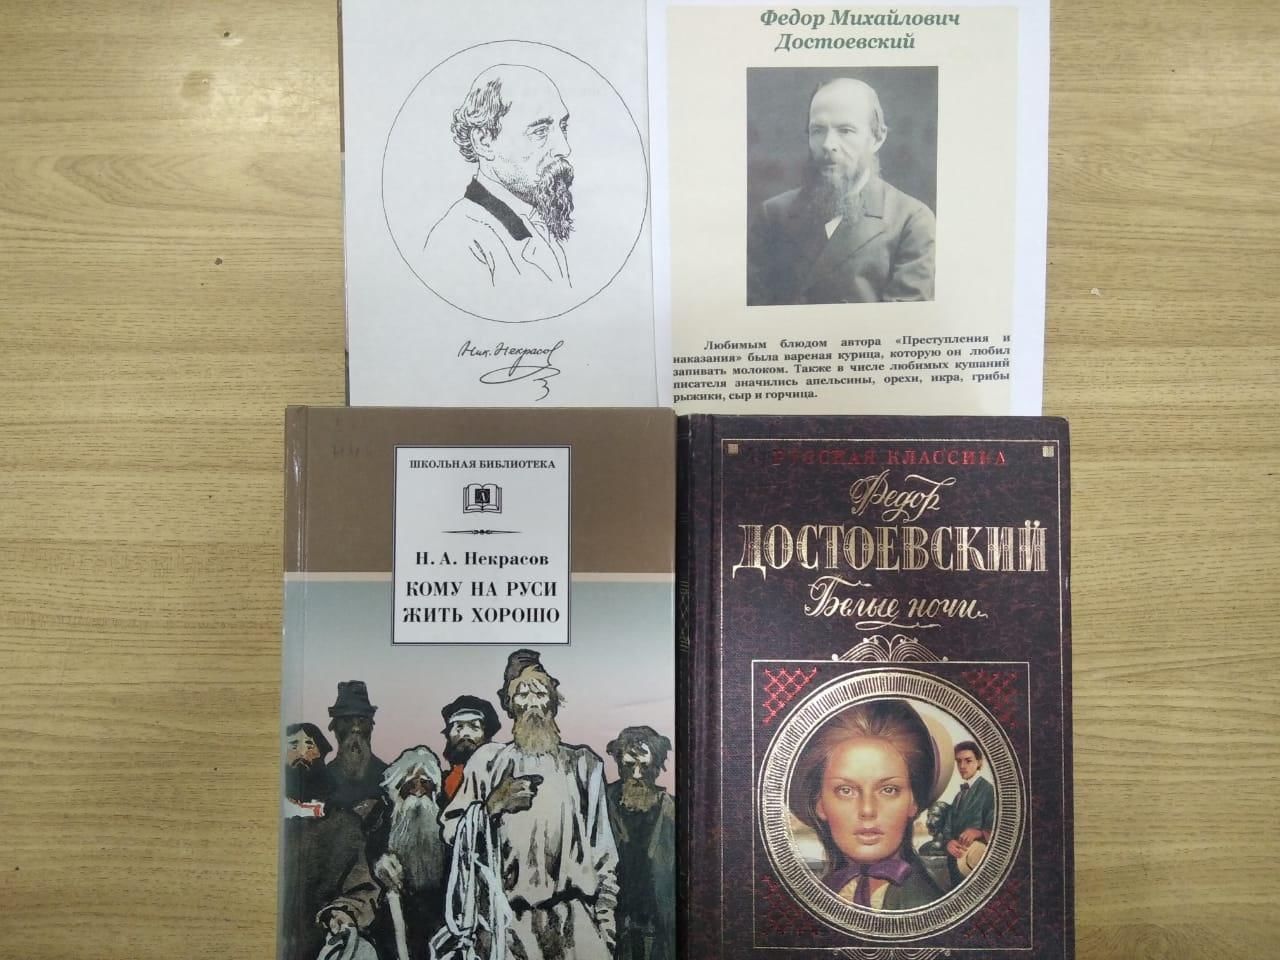 Ник. Некрасов
Федор Михайлович
Достоевский
Любимым блюдом автора «Преступления и
наказания» была вареная курица, которую он любил
запивать молоком. Также в числе любимых кушаний
писателя значились апельсины, орехи, икра, грибы
рыжики, сыр и горчица.
ШКОЛЬНАЯ БИБЛИОТЕКА
Н. А. Некрасов
КОМУ НА РУСИ
ЖИТЬ ХОРОШО
РУССКАЯ КЛАССИКА
Федор
ДОСТОЕВСКИЙ
Белые ночи